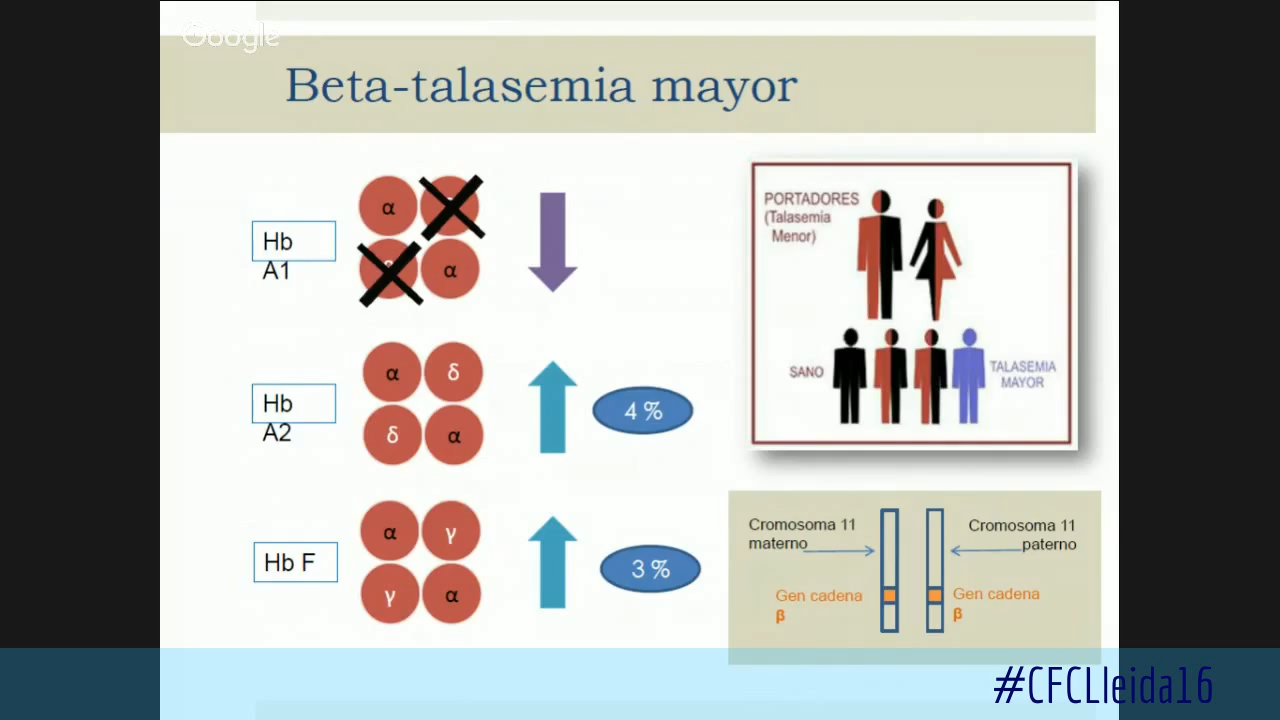 Google
Beta-talasemia mayor
Hb
A1
α
α
Hb
A2
α
δ
δ
α
4 %
Hb F
α
γ
γ
α
3 %
PORTADORES
(Talasemia
Menor)
SANO
TALASEMIA
MAYOR
Cromosoma 11
materno
Cromosoma 11
paterno
Gen cadena
β
Gen cadena
β
#CFCLleida16